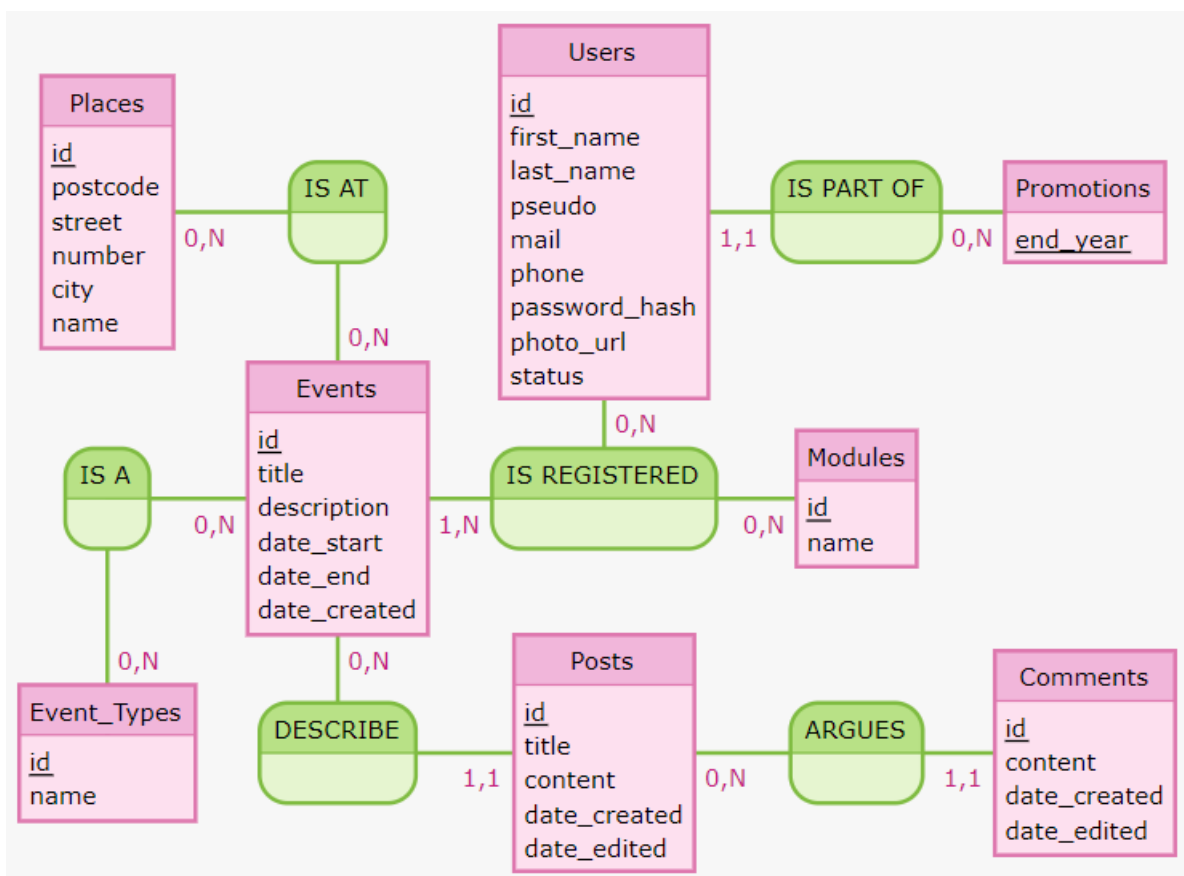 Users
id
first_name
last_name
pseudo
mail
phone
password_hash
photo_url
status
Places
id
postcode
street
number
city
name
IS AT
0,N
0,N
IS PART OF
1,1
0,N
Promotions
end_year
Events
id
title
description
date_start
date_end
date_created
IS A
0,N
0,N
IS REGISTERED
0,N
1,N
0,N
Modules
id
name
Event_Types
id
name
DESCRIBE
0,N
1,1
Posts
id
title
content
date_created
date_edited
ARGUES
0,N
1,1
Comments
id
content
date_created
date_edited